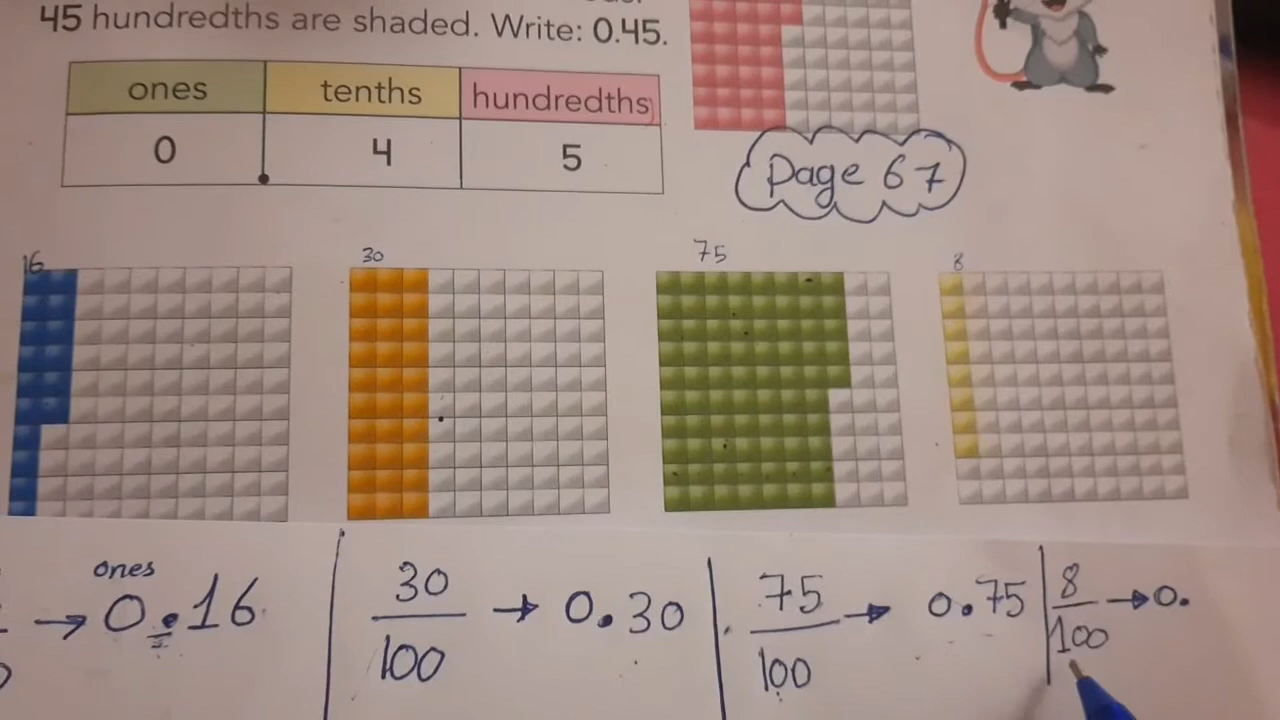 45 hundredths are shaded. Write: 0.45.
ones tenths hundredths
0 4 5
Page 67
16 30 75 8
ones
→ 0.16
30/100 → 0.30
75/100 → 0.75
8/100 → 0.